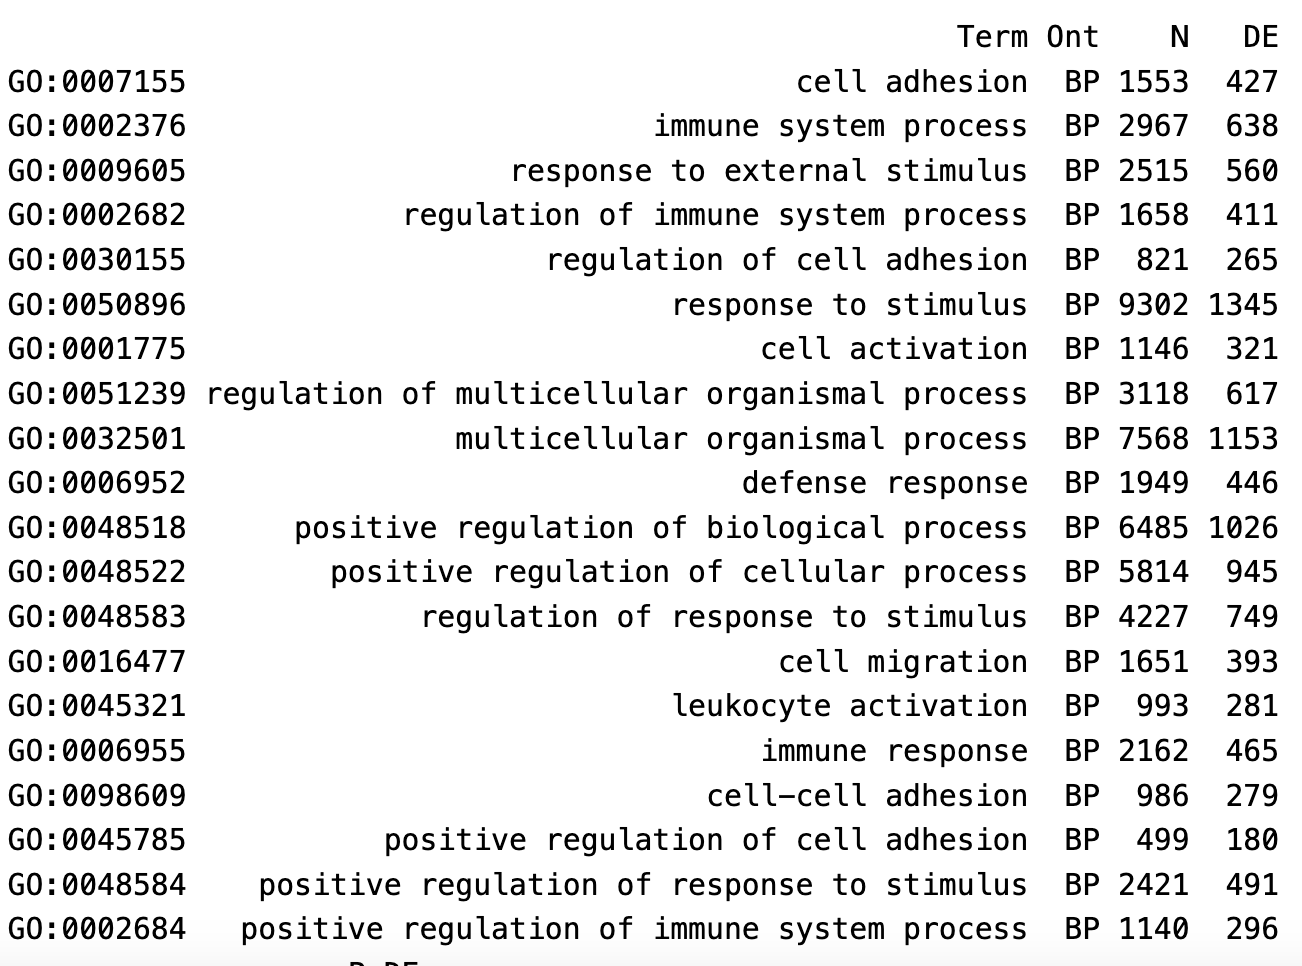 Term Ont N DE
GO:0007155 cell adhesion BP 1553 427
GO:0002376 immune system process BP 2967 638
GO:0009605 response to external stimulus BP 2515 560
GO:0002682 regulation of immune system process BP 1658 411
GO:0030155 regulation of cell adhesion BP 821 265
GO:0050896 response to stimulus BP 9302 1345
GO:0001775 cell activation BP 1146 321
GO:0051239 regulation of multicellular organismal process BP 3118 617
GO:0032501 multicellular organismal process BP 7568 1153
GO:0006952 defense response BP 1949 446
GO:0048518 positive regulation of biological process BP 6485 1026
GO:0048522 positive regulation of cellular process BP 5814 945
GO:0048583 regulation of response to stimulus BP 4227 749
GO:0016477 cell migration BP 1651 393
GO:0045321 leukocyte activation BP 993 281
GO:0006955 immune response BP 2162 465
GO:0098609 cell-cell adhesion BP 986 279
GO:0045785 positive regulation of cell adhesion BP 499 180
GO:0048584 positive regulation of response to stimulus BP 2421 491
GO:0002684 positive regulation of immune system process BP 1140 296